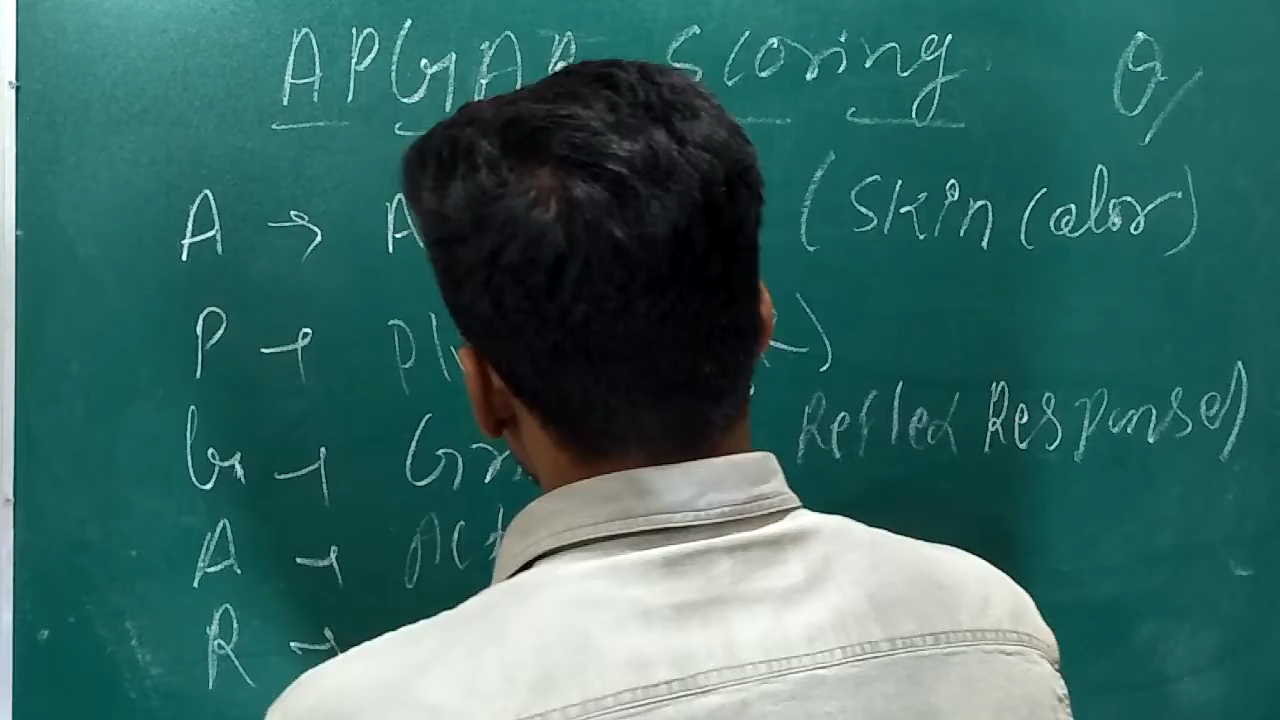 APGAR Scoring
A → A (Skin Color)
P → Pl )
G → Gr Reflex Response)
A → Act
R →